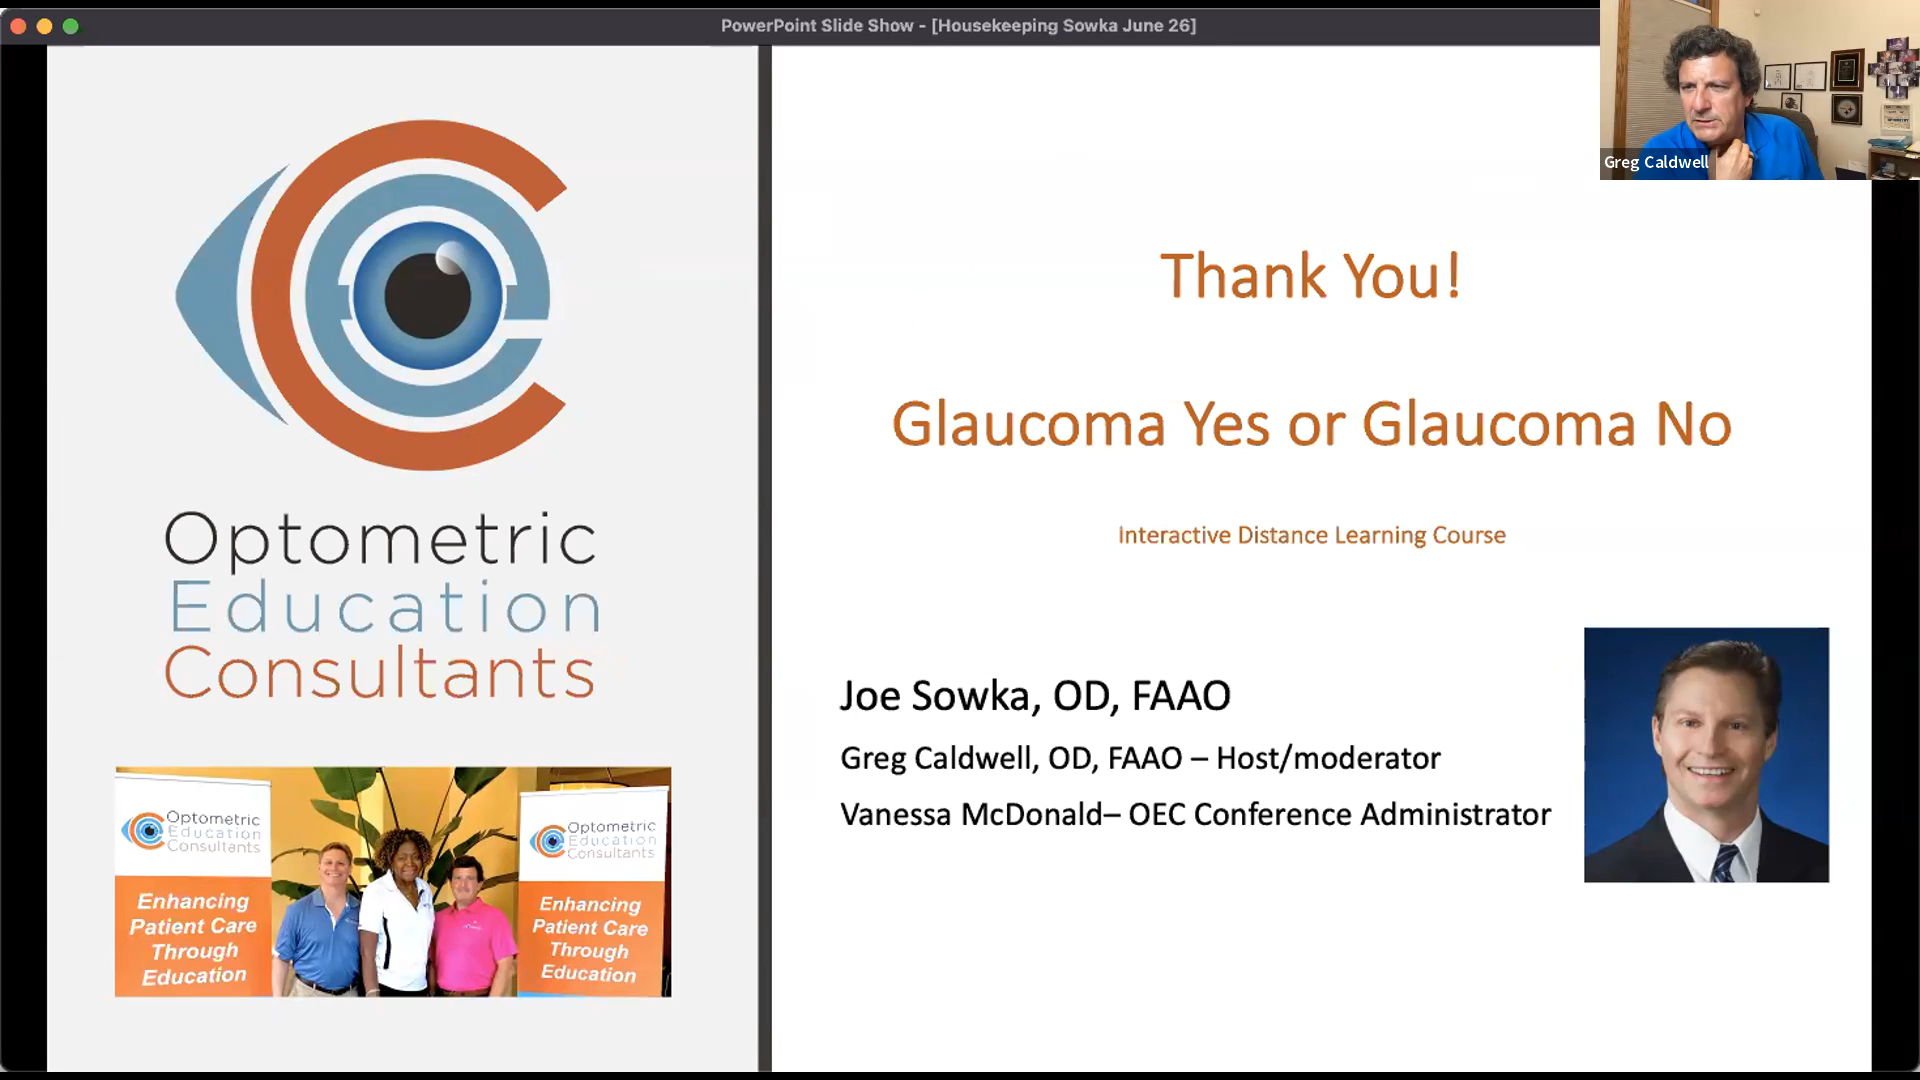 PowerPoint Slide Show - [Housekeeping Sowka June 26]
Greg Caldwell
Optometric
Education
Consultants
Thank You!
Glaucoma Yes or Glaucoma No
Interactive Distance Learning Course
Joe Sowka, OD, FAAO
Greg Caldwell, OD, FAAO – Host/moderator
Vanessa McDonald– OEC Conference Administrator
Optometric
Education
Consultants
Enhancing
Patient Care
Through
Education
Optometric
Education
Consultants
Enhancing
Patient Care
Through
Education